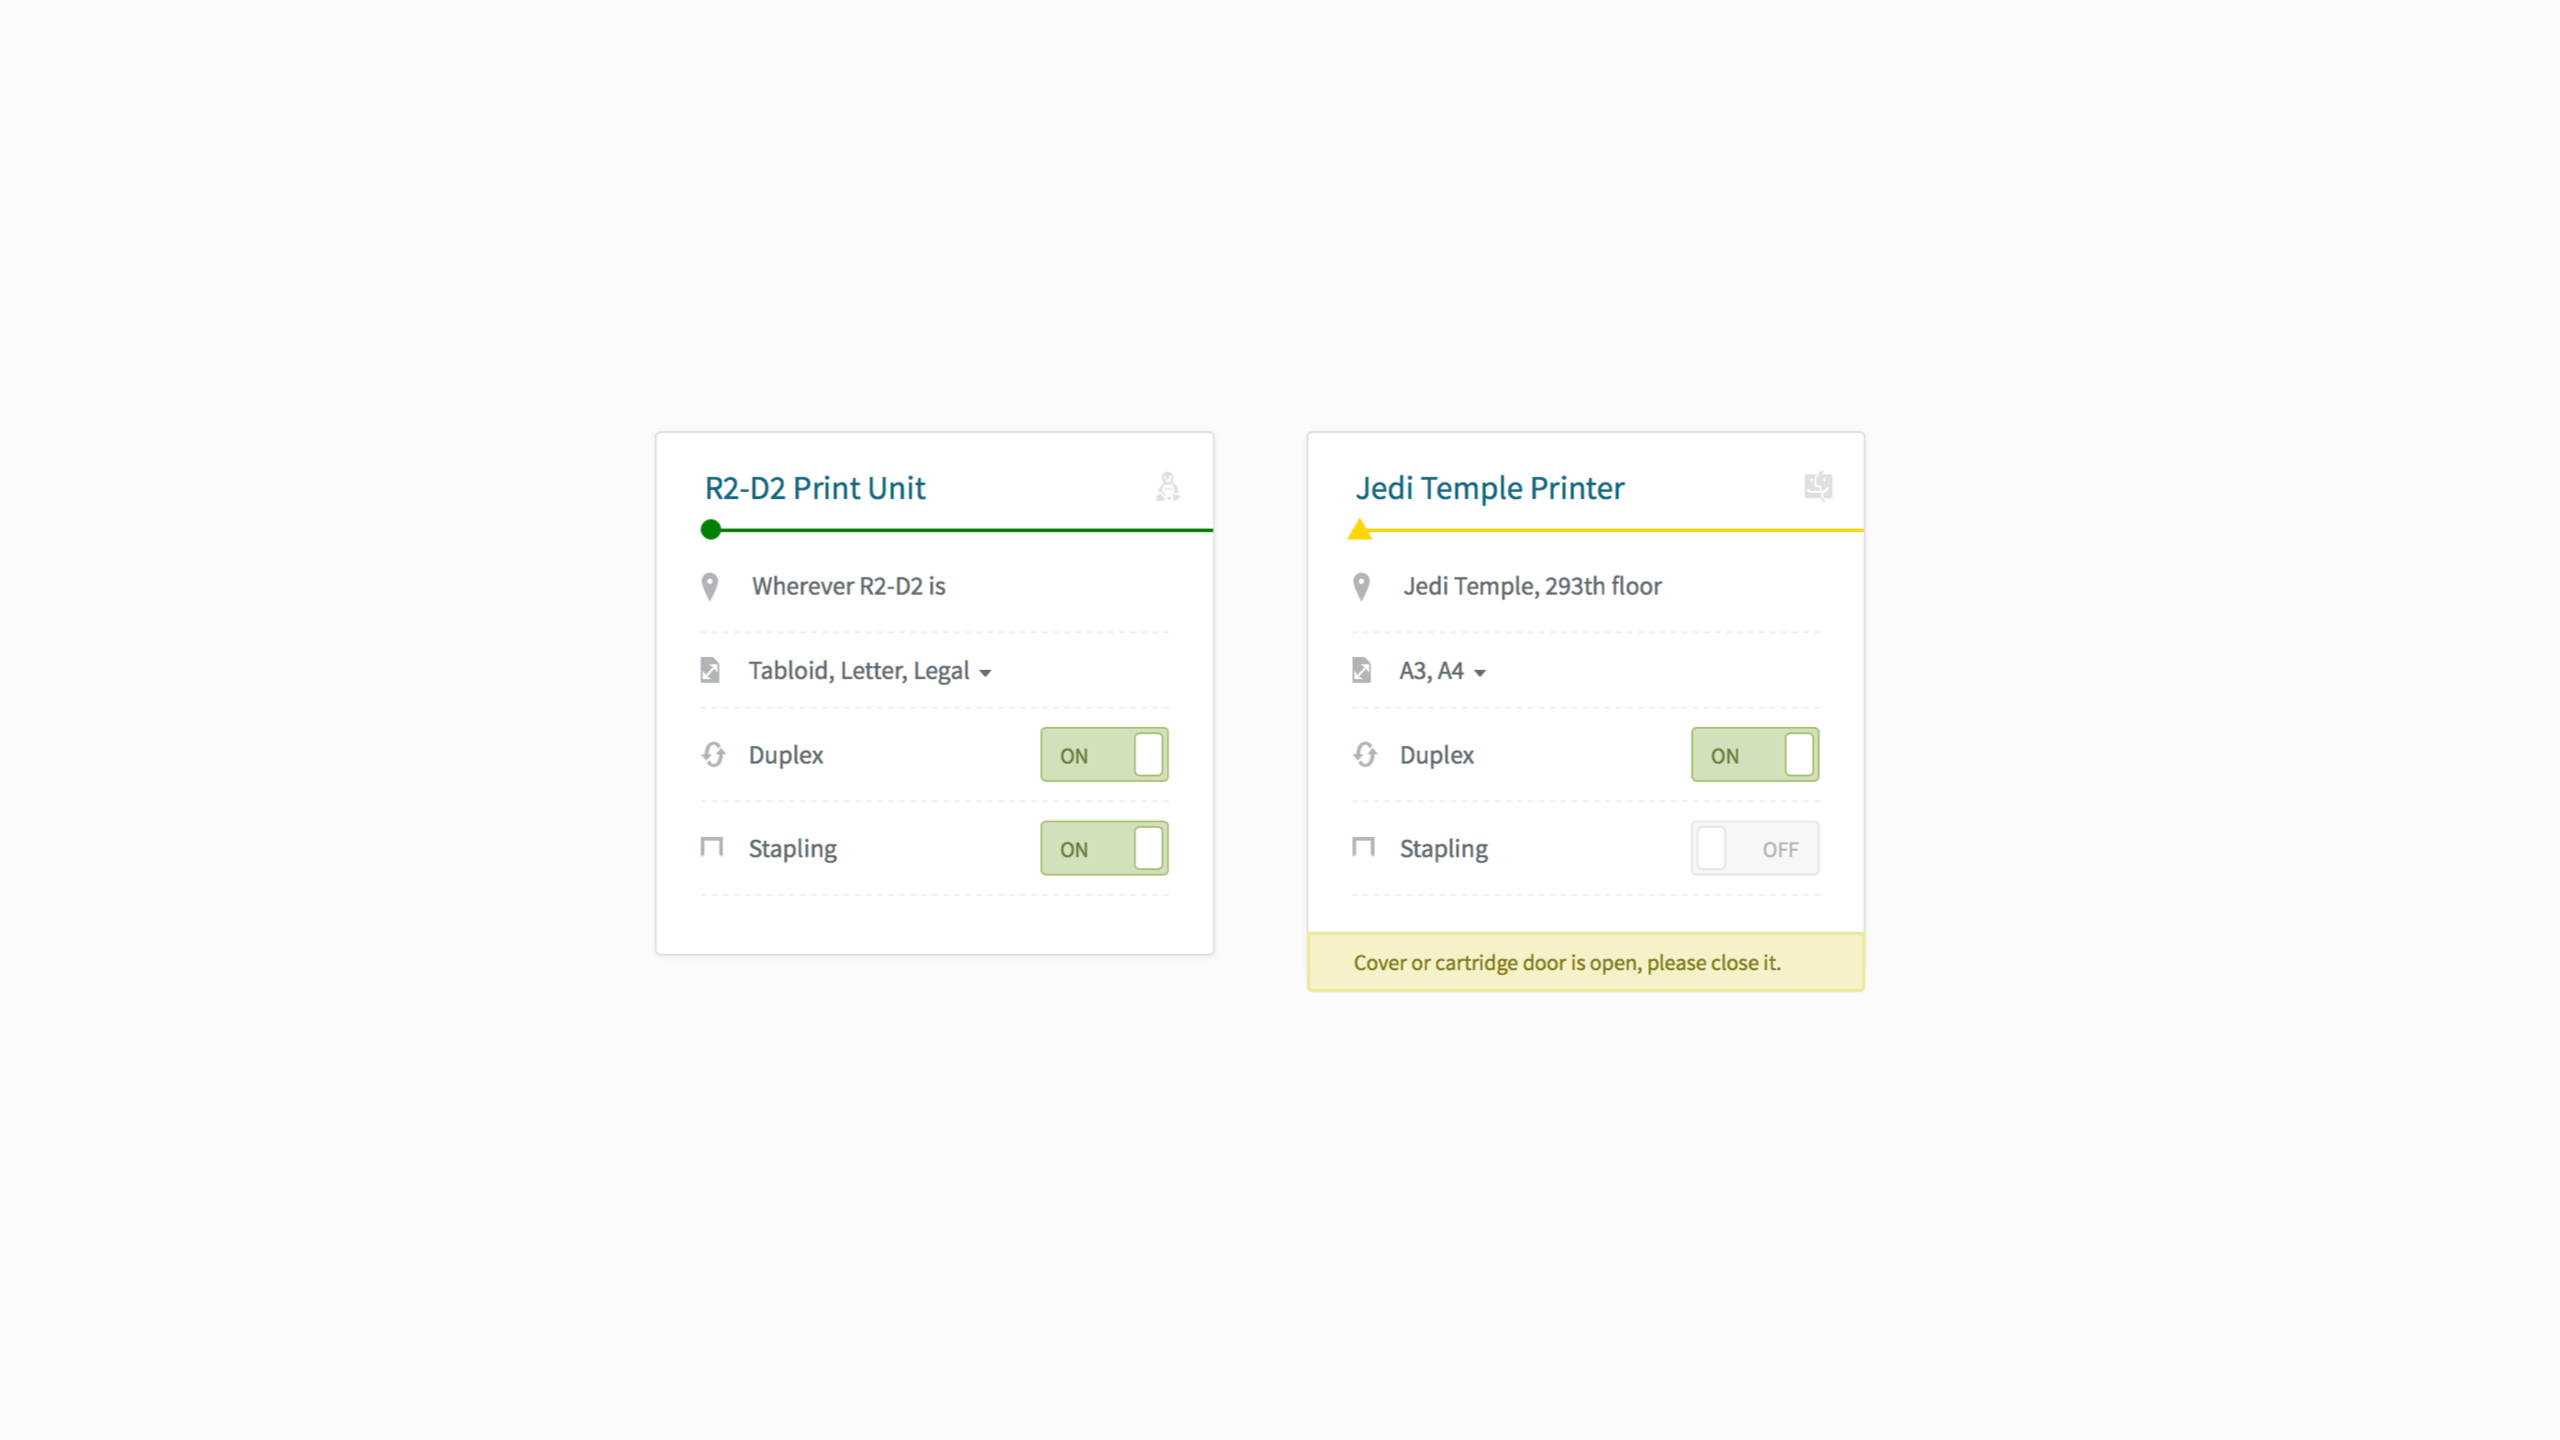 R2-D2 Print Unit
Wherever R2-D2 is
Tabloid, Letter, Legal
Duplex
ON
Stapling
ON
Jedi Temple Printer
Jedi Temple, 293th floor
A3, A4
Duplex
ON
Stapling
OFF
Cover or cartridge door is open, please close it.